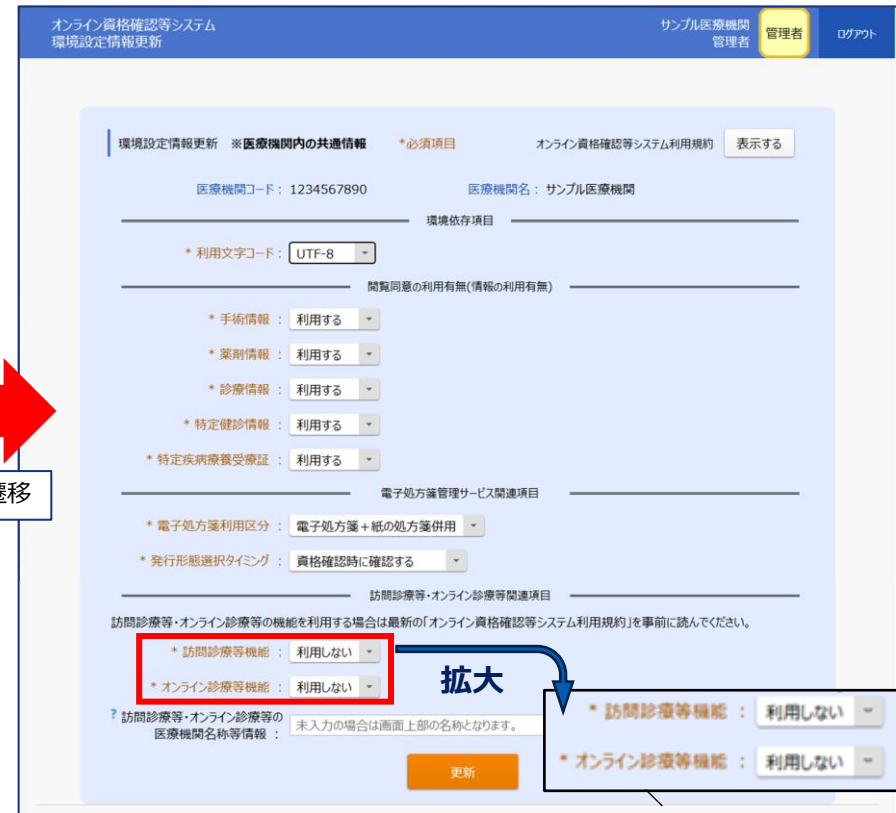 オンライン資格確認等システム
環境設定情報更新
サンプル医療機関
管理者
管理者
ログアウト
環境設定情報更新 ※医療機関内の共通情報 *必須項目 オンライン資格確認等システム利用規約 表示する
医療機関コード： 1234567890 医療機関名： サンプル医療機関
環境依存項目
* 利用文字コード： UTF-8
閲覧同意の利用有無(情報の利用有無)
* 手術情報 ： 利用する
* 薬剤情報 ： 利用する
* 診療情報 ： 利用する
* 特定健診情報 ： 利用する
* 特定疾病療養受療証 ： 利用する
遷移
電子処方箋管理サービス関連項目
* 電子処方箋利用区分 ： 電子処方箋＋紙の処方箋併用
* 発行形態選択タイミング ： 資格確認時に確認する
訪問診療等・オンライン診療等関連項目
訪問診療等・オンライン診療等の機能を利用する場合は最新の「オンライン資格確認等システム利用規約」を事前に読んでください。
* 訪問診療等機能 ： 利用しない
* オンライン診療等機能 ： 利用しない
拡大
? 訪問診療等・オンライン診療等の
医療機関名称等情報 ： 未入力の場合は画面上部の名称となります。
* 訪問診療等機能 ： 利用しない
* オンライン診療等機能 ： 利用しない
更新